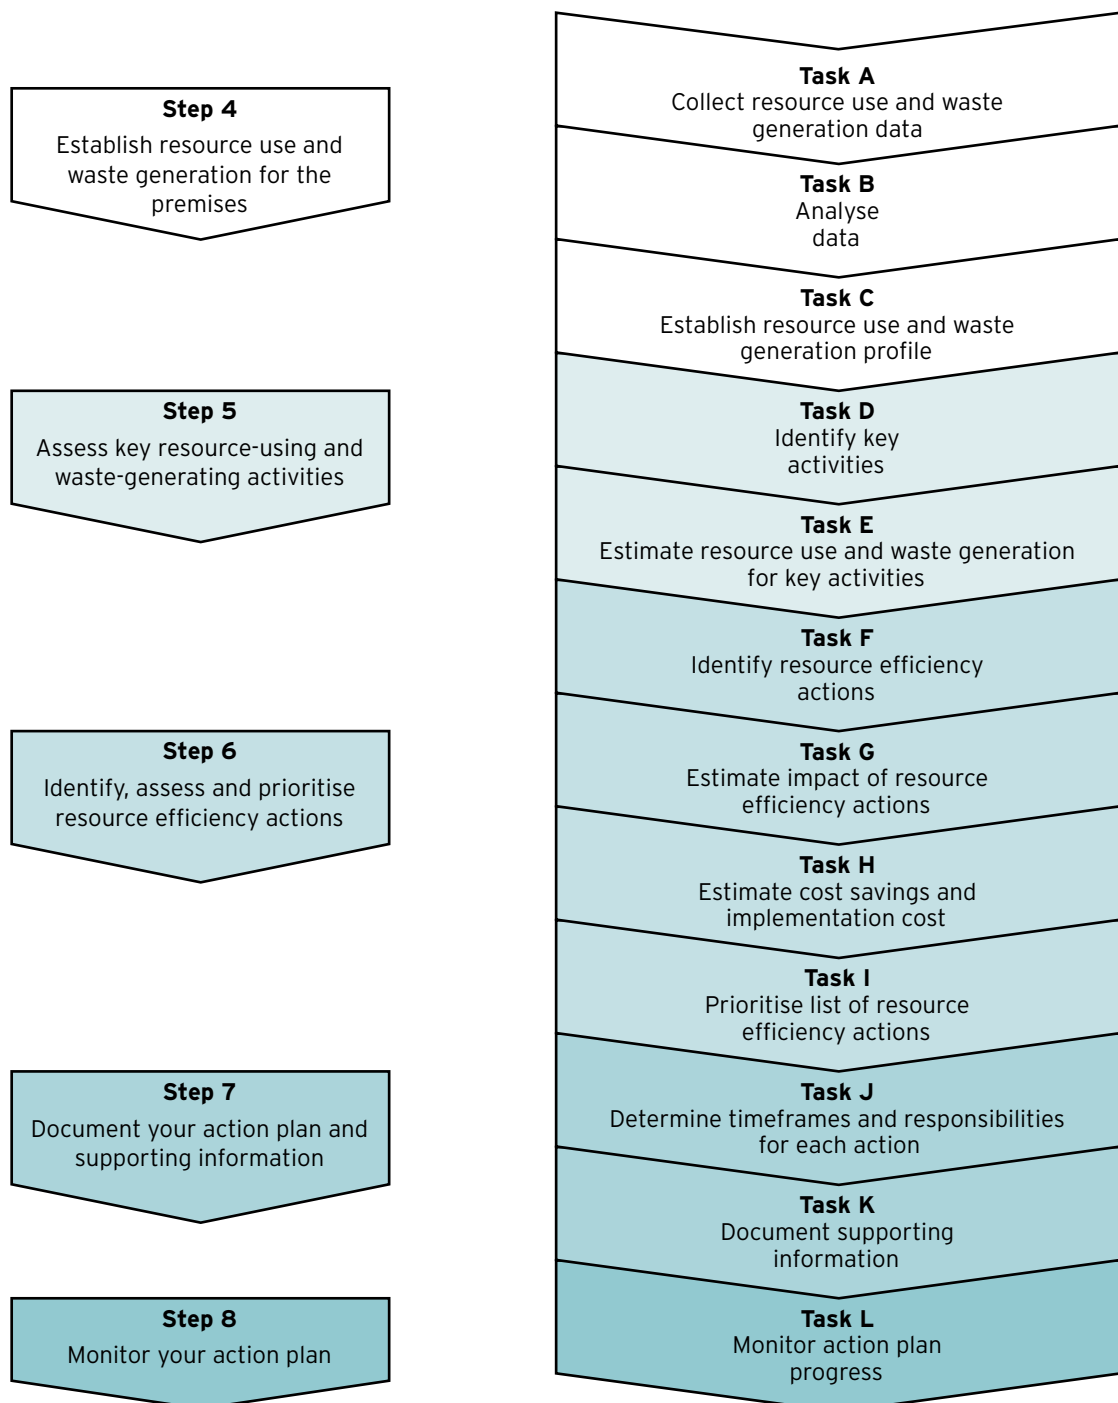 Step 4
Establish resource use and
waste generation for the
premises
Step 5
Assess key resource-using and
waste-generating activities
Step 6
Identify, assess and prioritise
resource efficiency actions
Step 7
Document your action plan and
supporting information
Step 8
Monitor your action plan
Task A
Collect resource use and waste
generation data
Task B
Analyse
data
Task C
Establish resource use and waste
generation profile
Task D
Identify key
activities
Task E
Estimate resource use and waste generation
for key activities
Task F
Identify resource efficiency
actions
Task G
Estimate impact of resource
efficiency actions
Task H
Estimate cost savings and
implementation cost
Task I
Prioritise list of resource
efficiency actions
Task J
Determine timeframes and responsibilities
for each action
Task K
Document supporting
information
Task L
Monitor action plan
progress